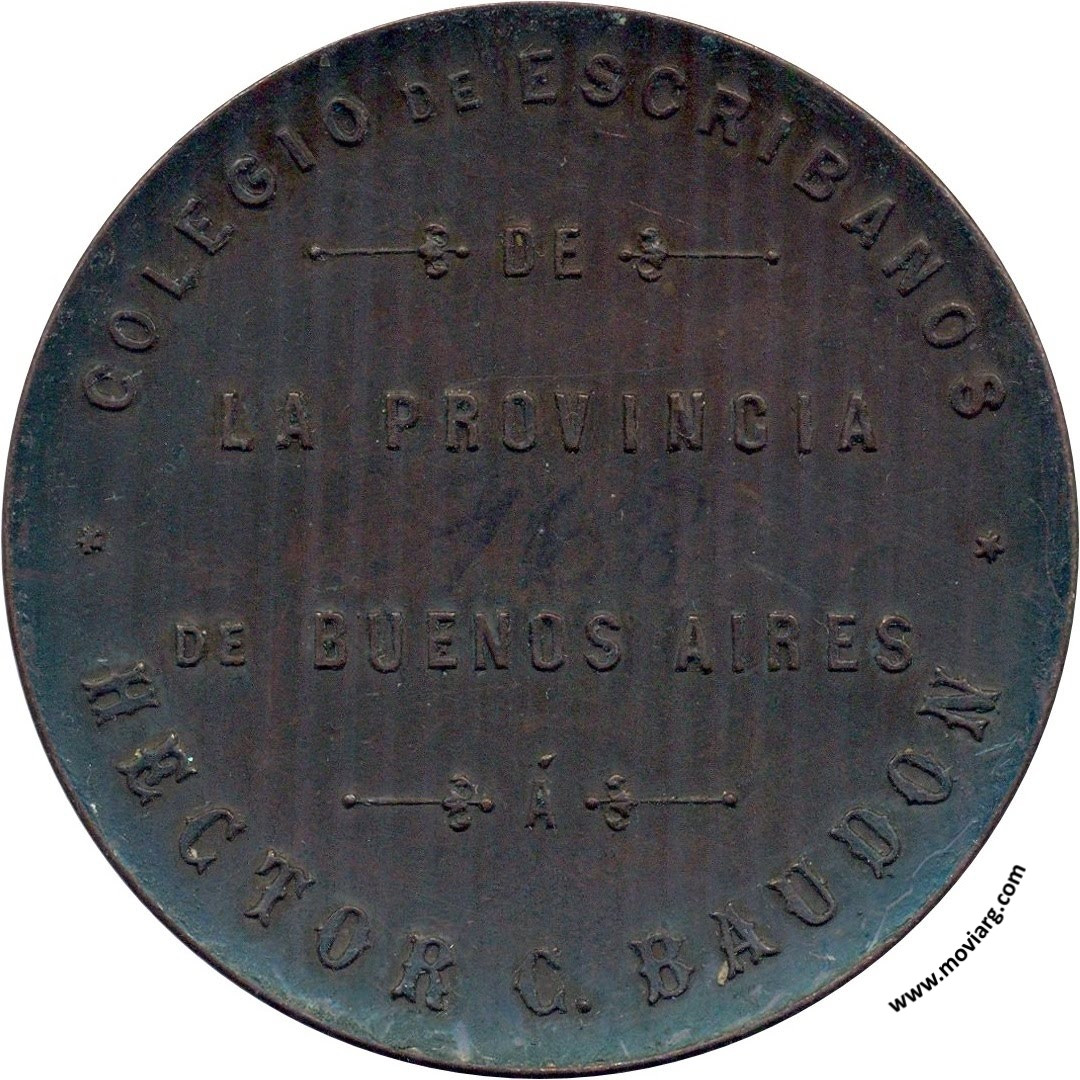 COLEGIO DE ESCRIBANOS
DE
LA PROVINCIA
DE BUENOS AIRES
Á
HECTOR C. BAUDON
www.moviarg.com